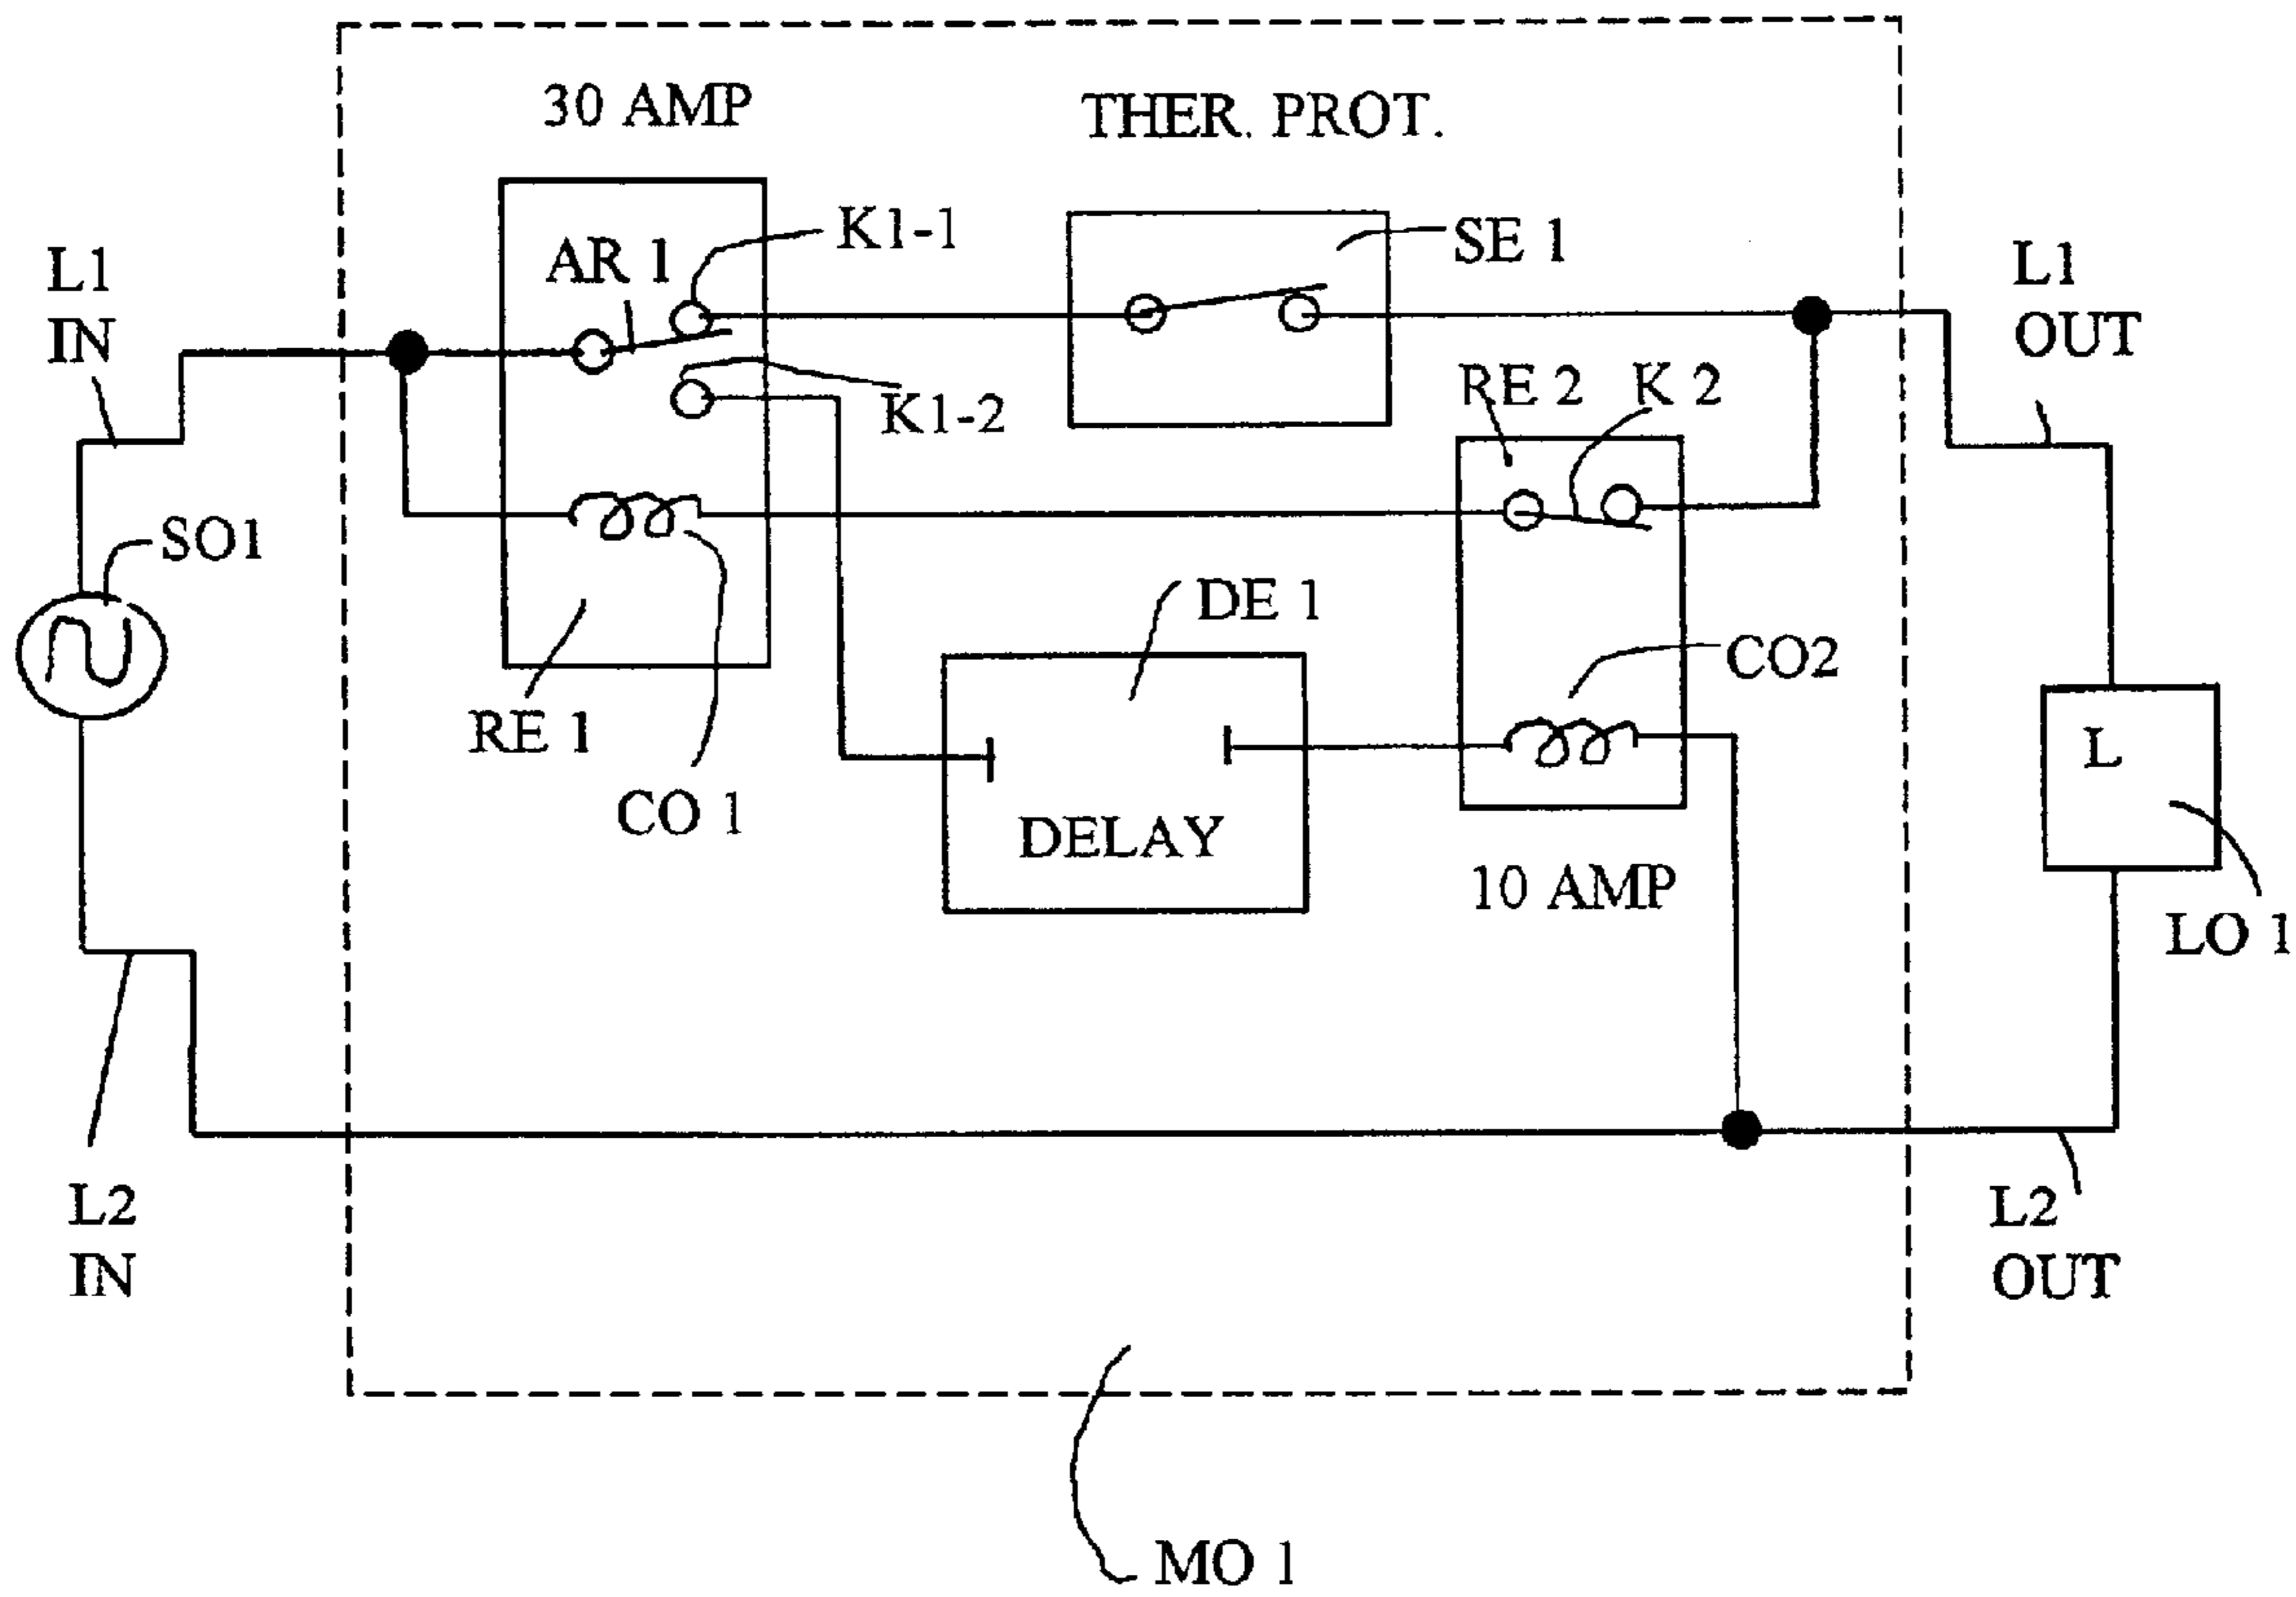 30 AMP
THER. PROT.
K1-1
SE 1
AR 1
L1
IN
L1
OUT
K1-2
RE 2
K 2
SO1
DE 1
CO2
RE 1
L
CO 1
DELAY
10 AMP
LO 1
L2
IN
L2
OUT
MO 1